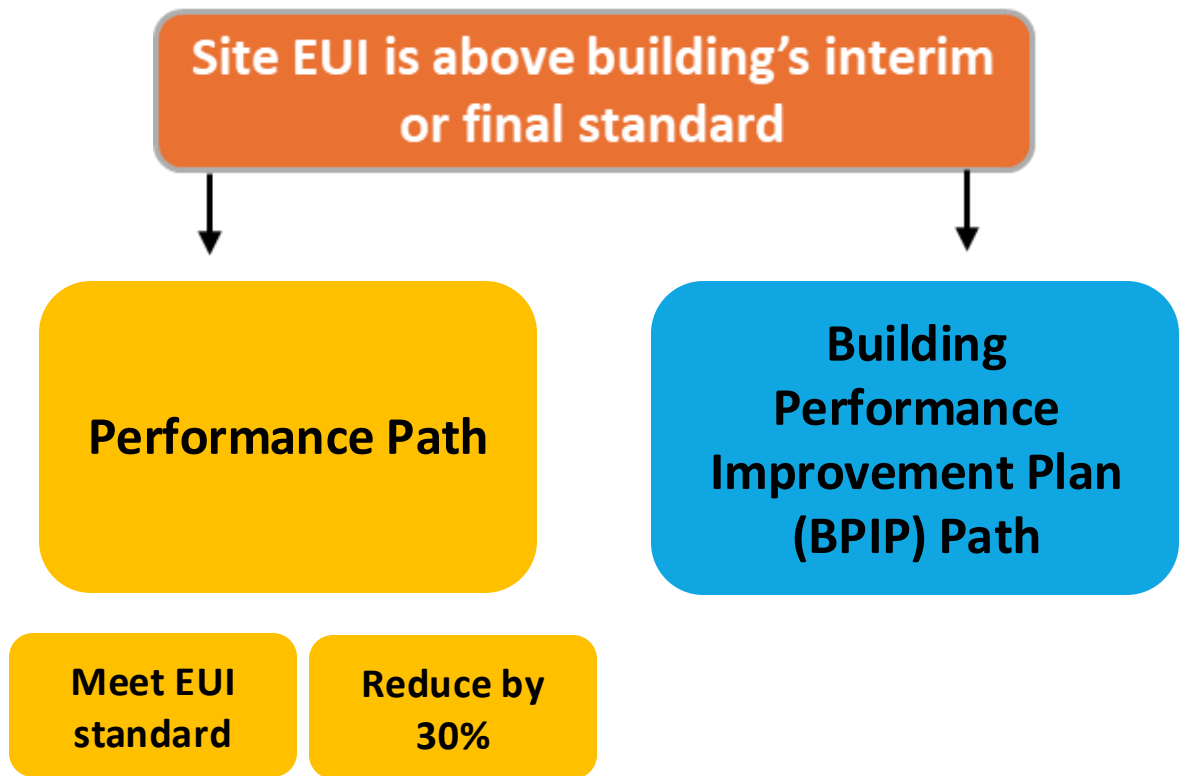 Site EUI is above building’s interim
or final standard
Performance Path
Building
Performance
Improvement Plan
(BPIP) Path
Meet EUI
standard
Reduce by
30%